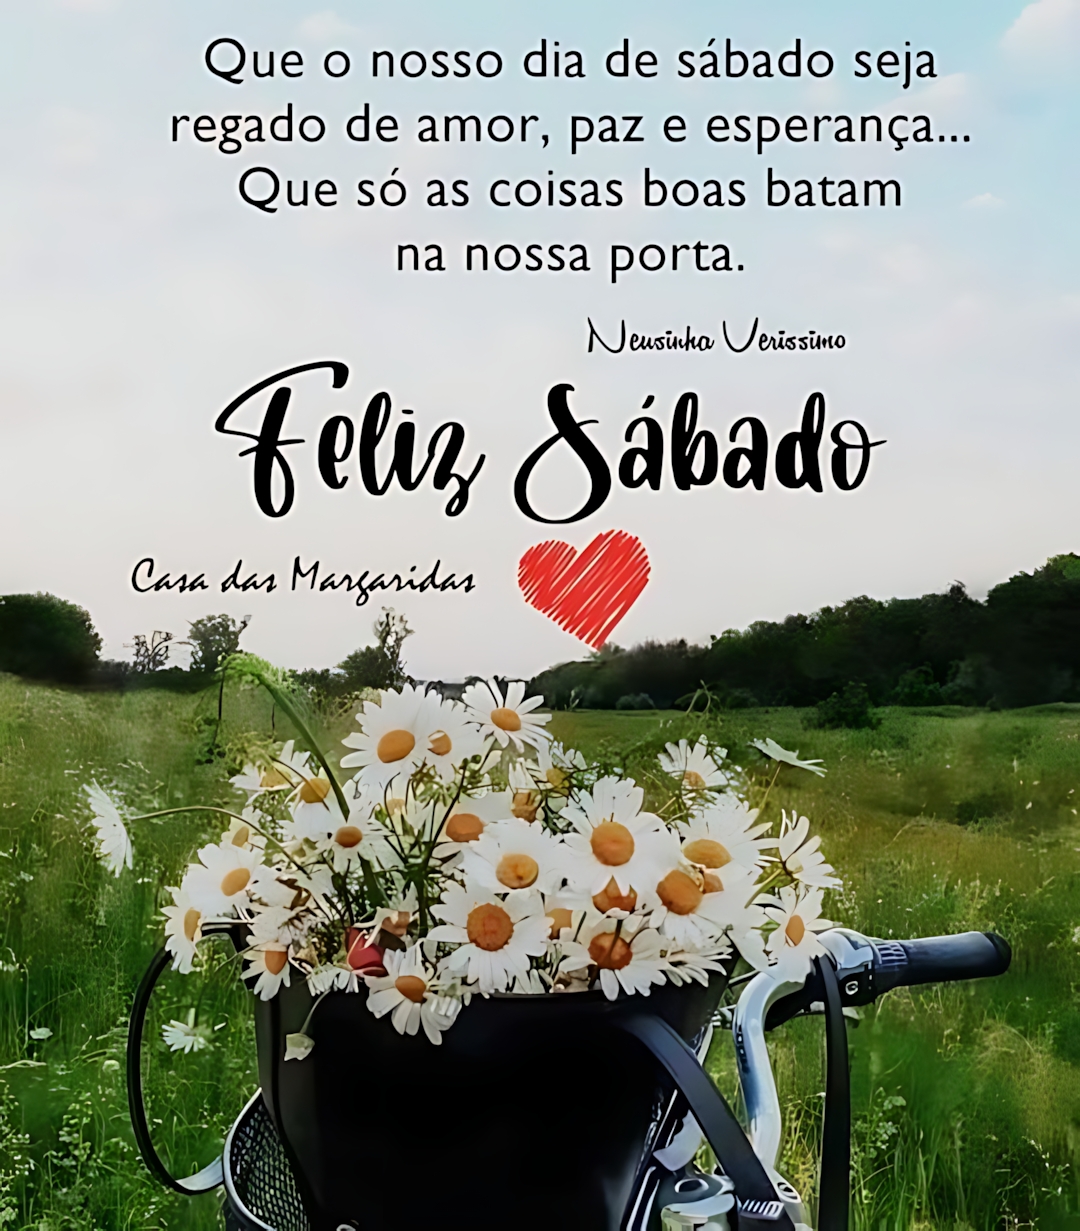 Que o nosso dia de sábado seja
regado de amor, paz e esperança...
Que só as coisas boas batam
na nossa porta.
Neusinha Verissimo
Feliz Sábado
Casa das Margaridas